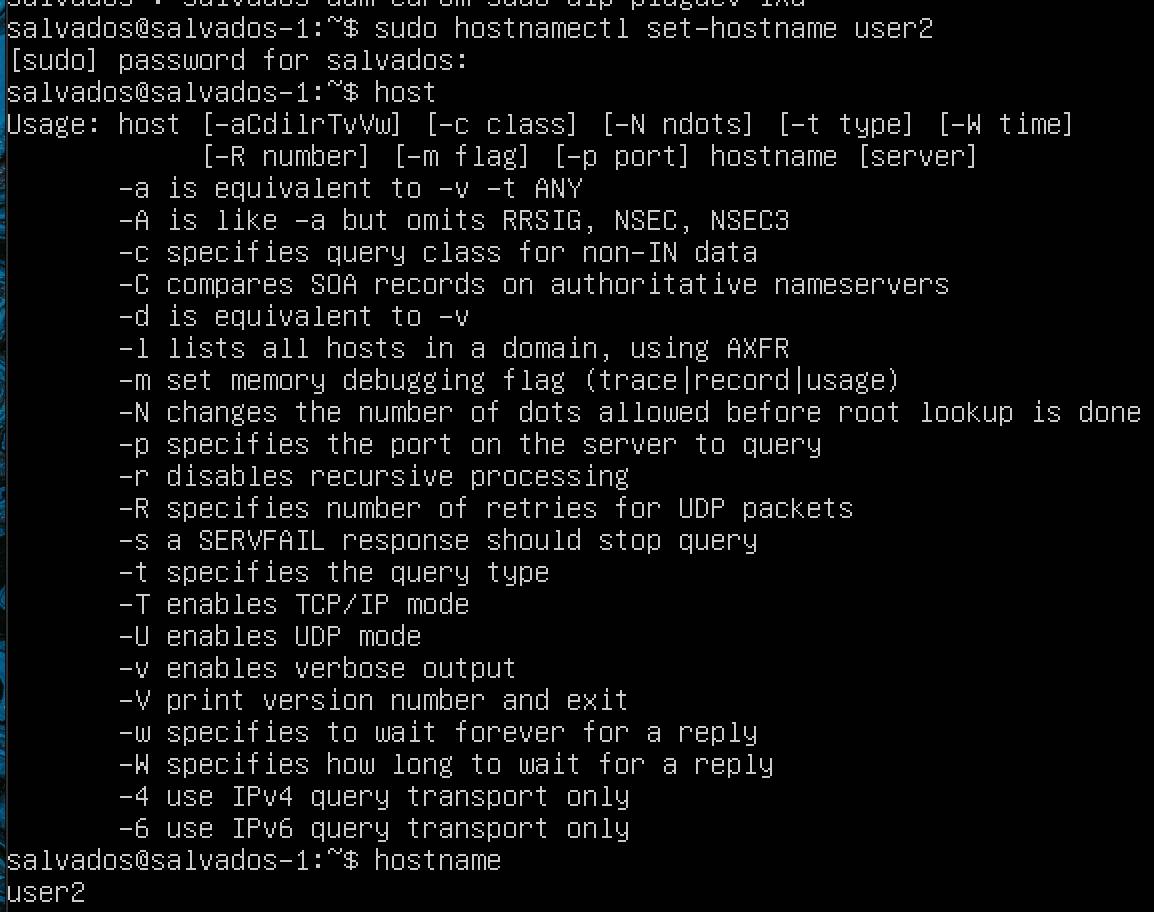 salvados : salvados adm cdrom sudo dip plugdev lxd
salvados@salvados-1:~$ sudo hostnamectl set-hostname user2
[sudo] password for salvados:
salvados@salvados-1:~$ host
Usage: host [-aCdilrTvVw] [-c class] [-N ndots] [-t type] [-W time]
            [-R number] [-m flag] [-p port] hostname [server]
       -a is equivalent to -v -t ANY
       -A is like -a but omits RRSIG, NSEC, NSEC3
       -c specifies query class for non-IN data
       -C compares SOA records on authoritative nameservers
       -d is equivalent to -v
       -l lists all hosts in a domain, using AXFR
       -m set memory debugging flag (trace|record|usage)
       -N changes the number of dots allowed before root lookup is done
       -p specifies the port on the server to query
       -r disables recursive processing
       -R specifies number of retries for UDP packets
       -s a SERVFAIL response should stop query
       -t specifies the query type
       -T enables TCP/IP mode
       -U enables UDP mode
       -v enables verbose output
       -V print version number and exit
       -w specifies to wait forever for a reply
       -W specifies how long to wait for a reply
       -4 use IPv4 query transport only
       -6 use IPv6 query transport only
salvados@salvados-1:~$ hostname
user2